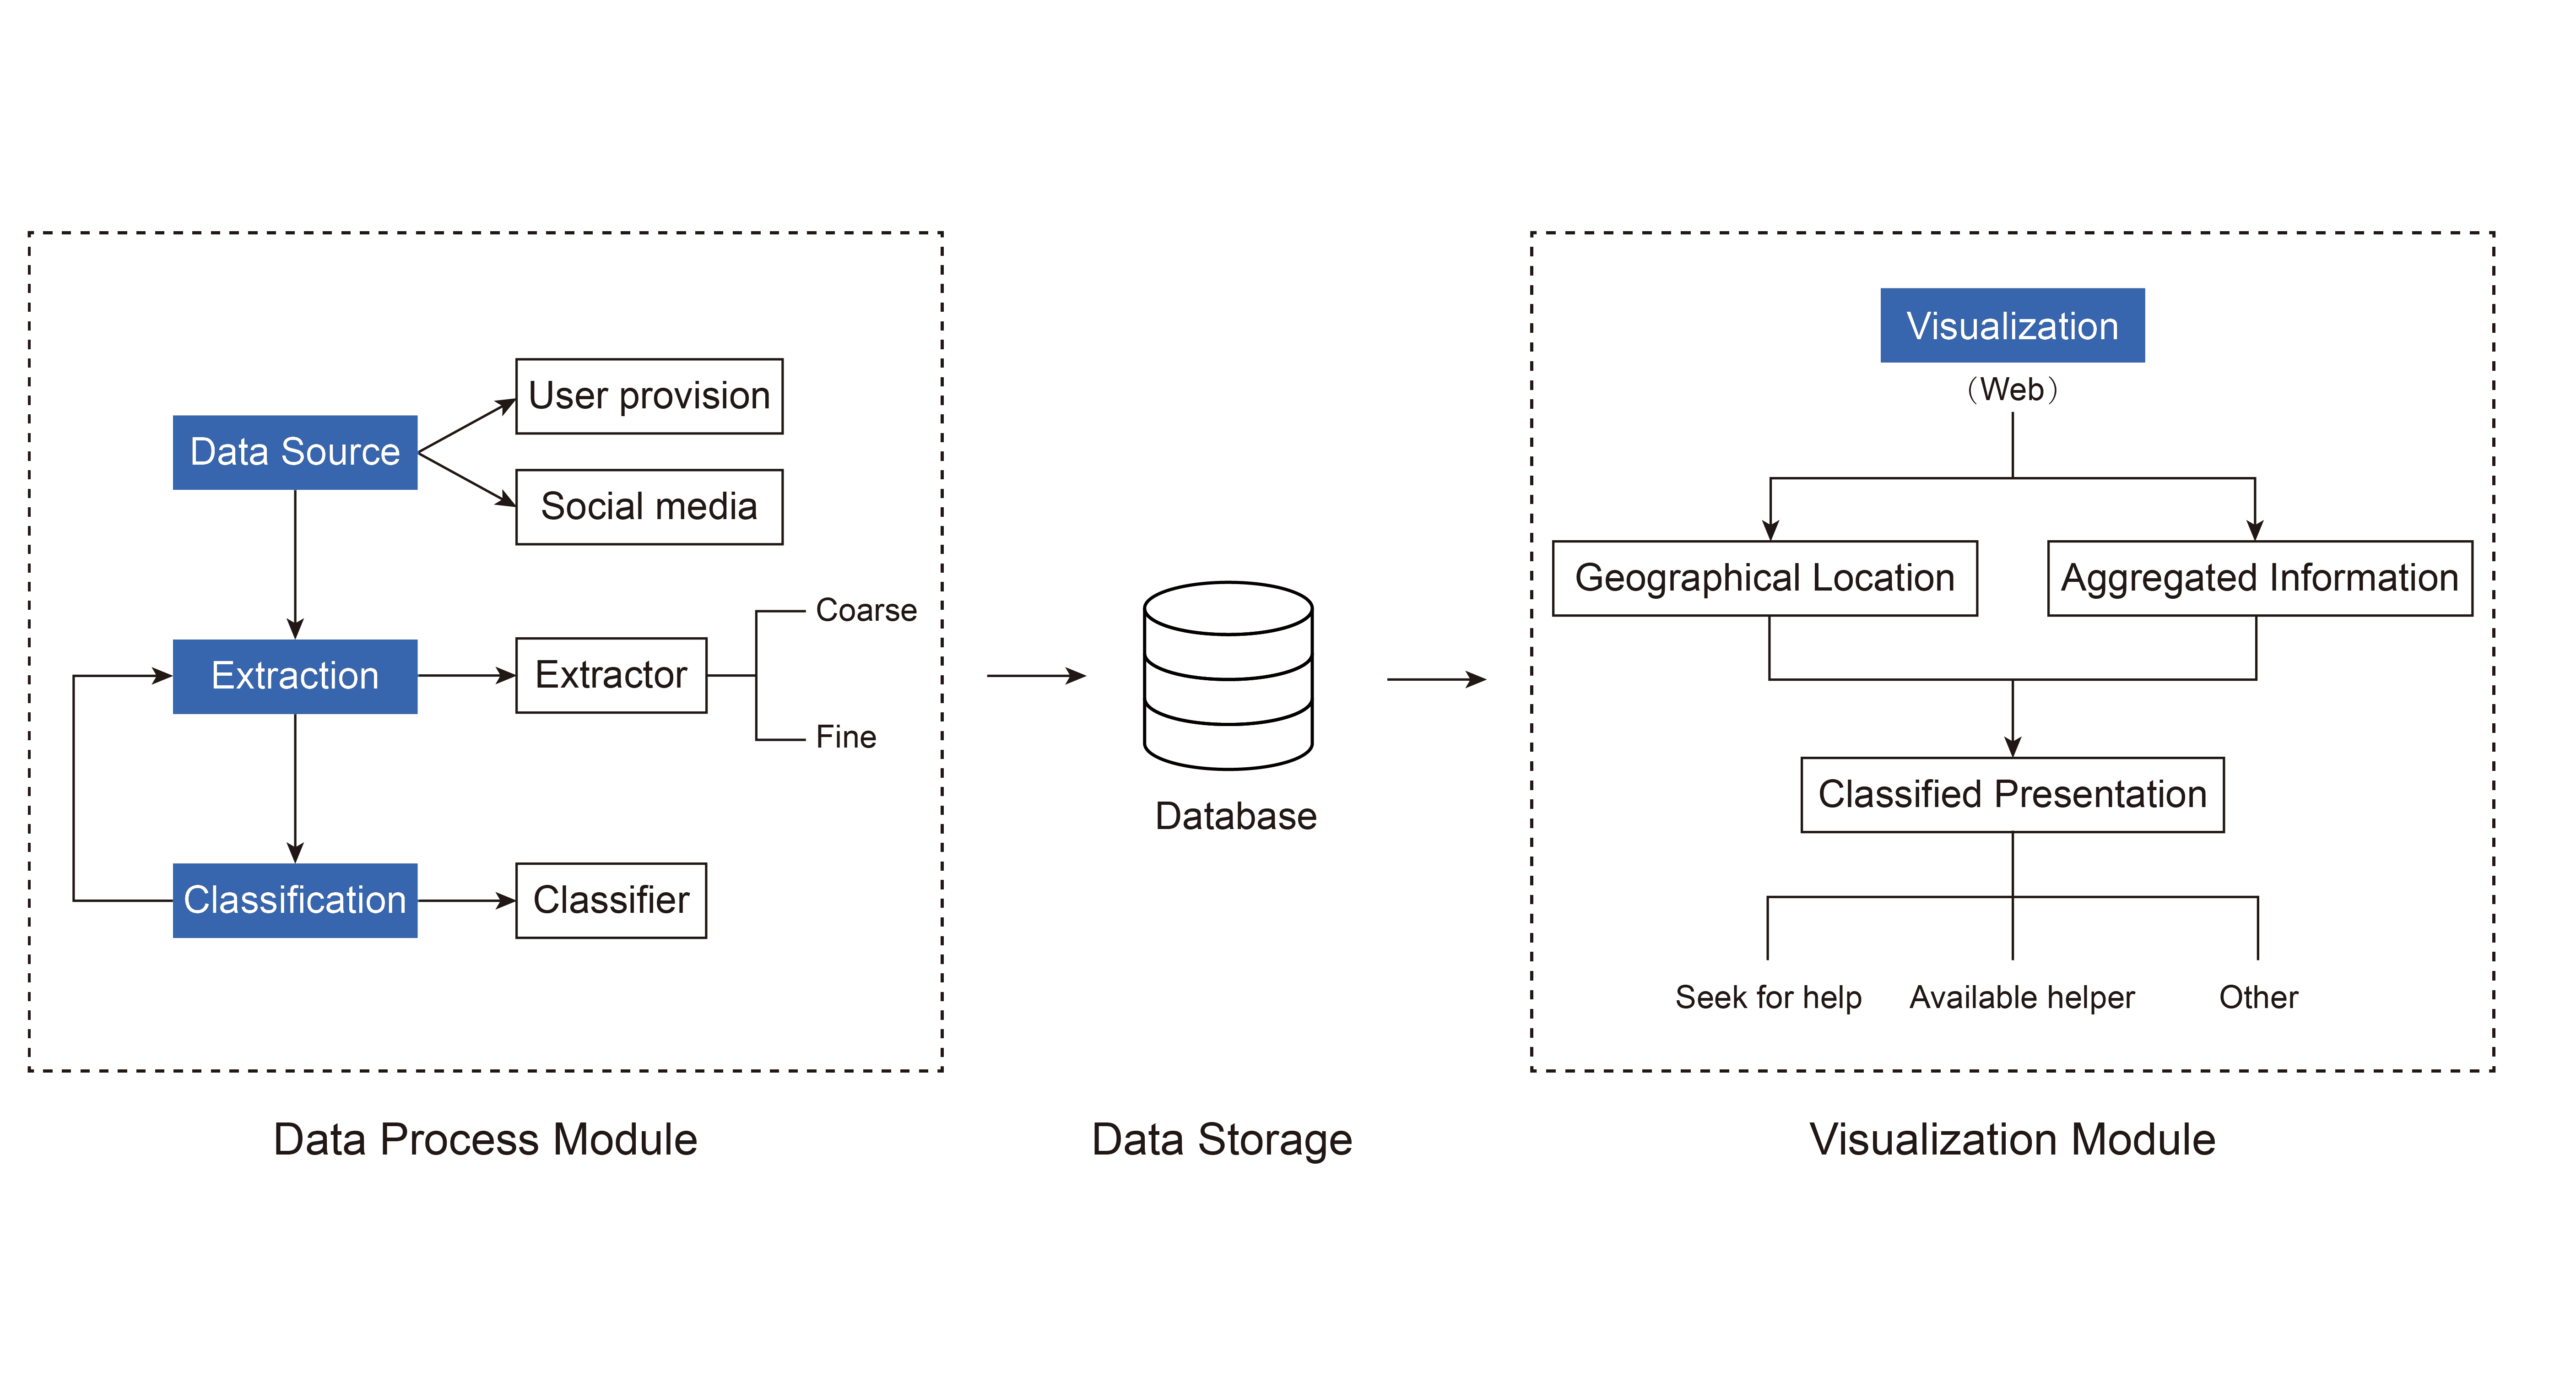 Data Source
User provision
Social media
Extraction
Extractor
Coarse
Fine
Classification
Classifier
Data Process Module
Database
Data Storage
Visualization
（Web）
Geographical Location
Aggregated Information
Classified Presentation
Seek for help
Available helper
Other
Visualization Module